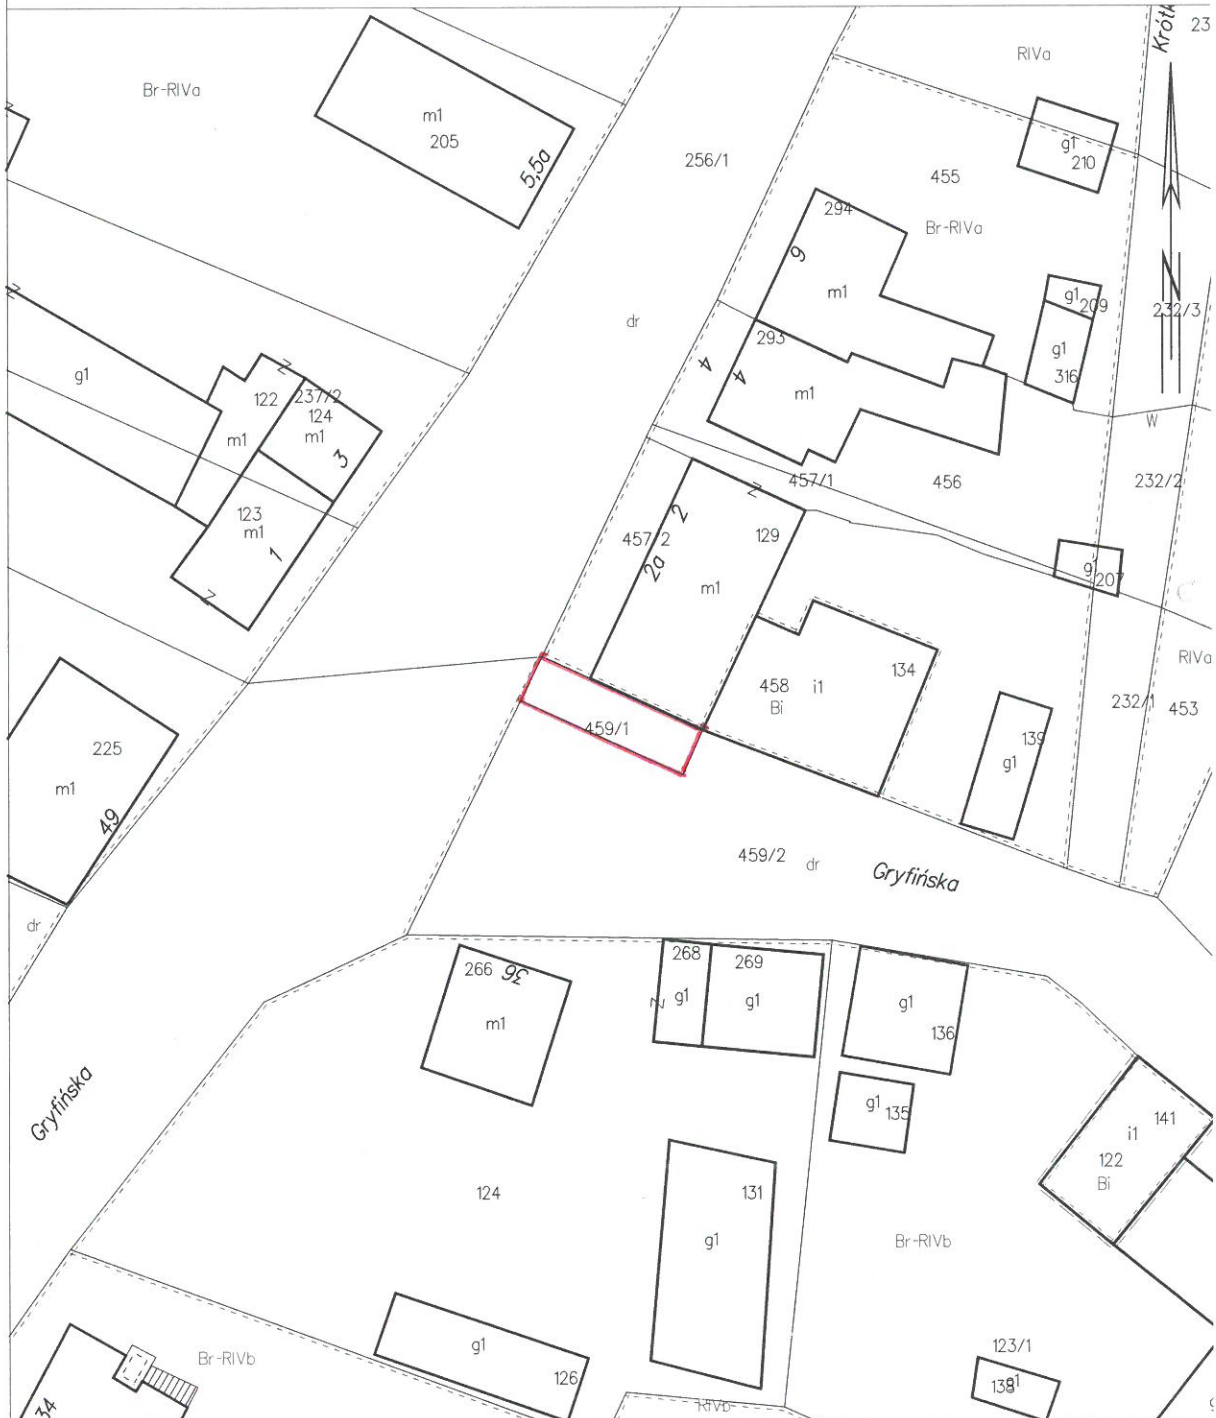 Krótk
23
RIVa
Br-RIVa
m1
205
5,5a
256/1
g1
210
455
294
Br-RIVa
9
m1
Z
Z
g1
209
232/3
g1
316
dr
293
4
4
m1
N
W
g1
Z
122
237/2
124
m1
m1
3
457/1
456
232/2
Z
2
129
123
m1
1
Z
457/2
2a
m1
g1
207
RIVa
134
458
i1
Bi
232/1
453
139
g1
459/1
225
m1
49
459/2
dr
Gryfińska
dr
266
36
m1
268
269
g1
g1
Z
g1
136
g1
135
141
i1
122
Bi
Gryfińska
124
131
g1
Br-RIVb
g1
126
Br-RIVb
123/1
g1
138
34
RIVb